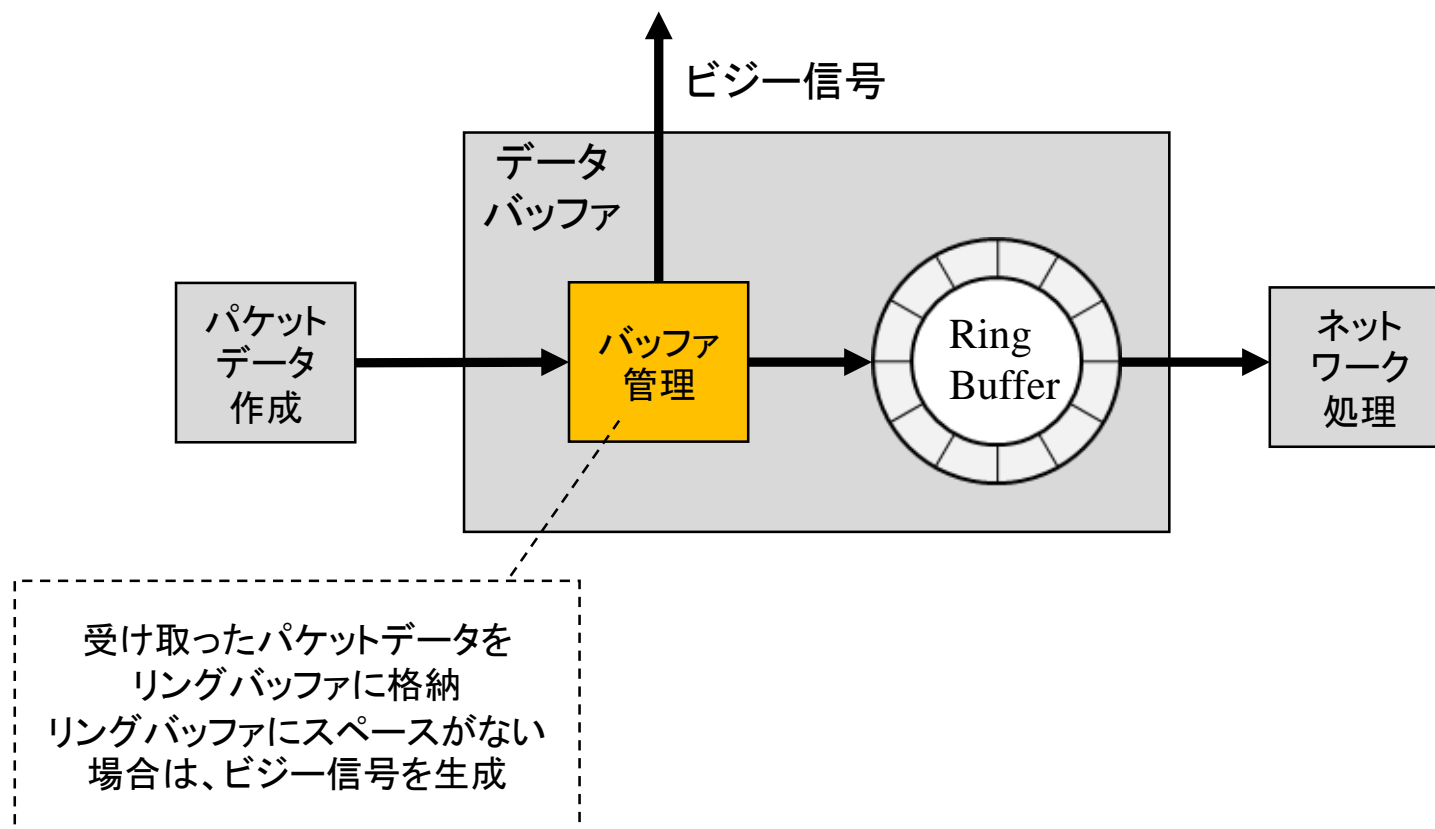 ビジー信号
データ
バッファ
パケット
データ
作成
バッファ
管理
Ring
Buffer
ネット
ワーク
処理
受け取ったパケットデータを
リングバッファに格納
リングバッファにスペースがない
場合は、ビジー信号を生成